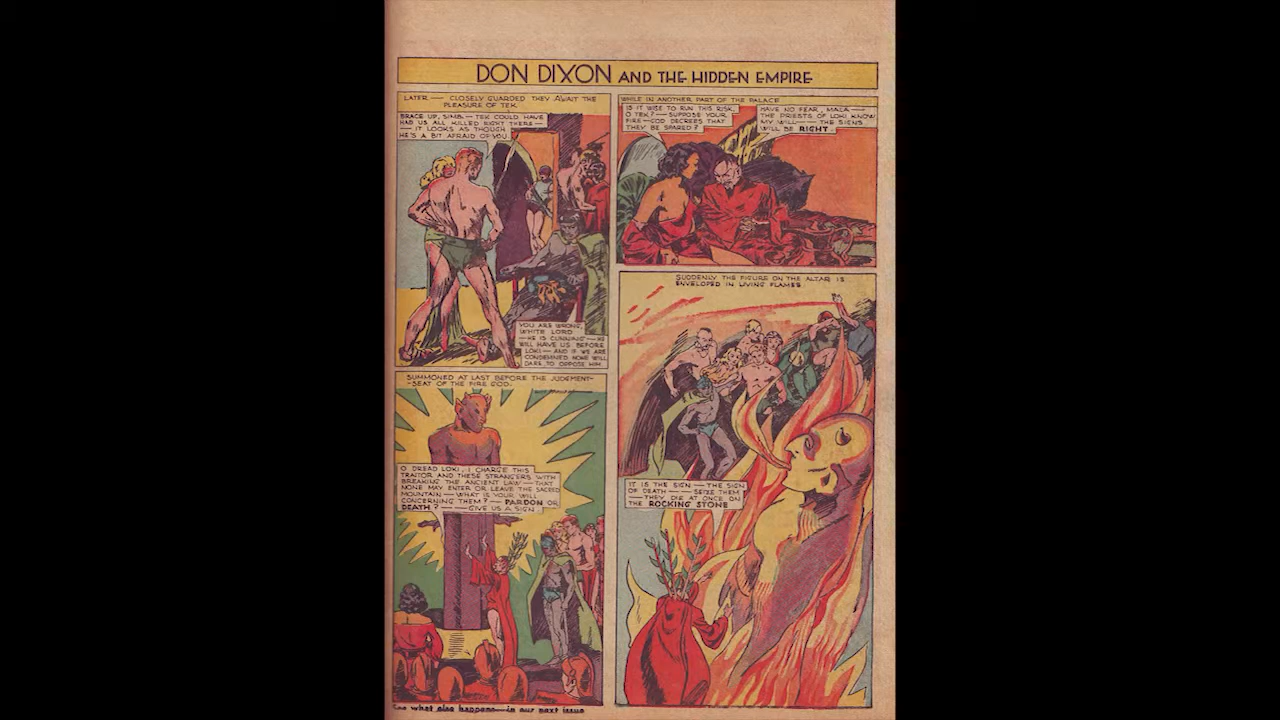 DON DIXON AND THE HIDDEN EMPIRE
LATER — CLOSELY GUARDED THEY AWAIT THE
PLEASURE OF TEK
BRACE UP, SIMB — TEK COULD HAVE
HAD US ALL KILLED RIGHT THERE —
— IT LOOKS AS THOUGH
HE'S A BIT AFRAID OF YOU
YOU ARE WRONG,
WHITE LORD
— HE IS CUNNING — HE
WILL HAVE US BEFORE
LOKI — AND IF WE ARE
CONDEMNED NONE WILL
DARE TO OPPOSE HIM
WHILE IN ANOTHER PART OF THE PALACE
IS IT WISE TO RUN THIS RISK,
O TEK? — SUPPOSE YOUR
FIRE-GOD DECREES THAT
THEY BE SPARED?
HAVE NO FEAR, MALA —
THE PRIESTS OF LOKI KNOW
MY WILL — THE SIGNS
WILL BE RIGHT
SUMMONED AT LAST BEFORE THE JUDEMENT-
-SEAT OF THE FIRE GOD.
O DREAD LOKI, I CHARGE THIS
TRAITOR AND THESE STRANGERS WITH
BREAKING THE ANCIENT LAW — THAT
NONE MAY ENTER OR LEAVE THE SACRED
MOUNTAIN — WHAT IS YOUR WILL
CONCERNING THEM? — PARDON OR
DEATH? — — GIVE US A SIGN.
SUDDENLY THE FIGURE ON THE ALTAR IS
ENVELOPED IN LIVING FLAMES
IT IS THE SIGN — THE SIGN
OF DEATH — — SEIZE THEM
— THEY DIE AT ONCE ON
THE ROCKING STONE
See what else happens — in our next issue